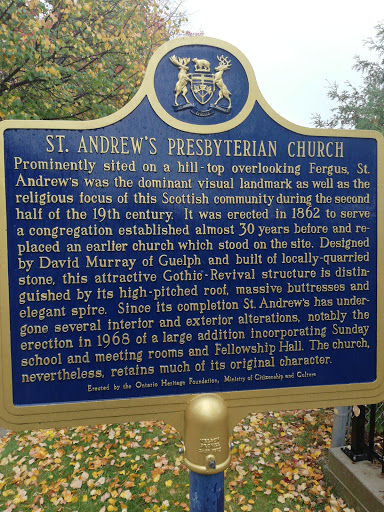 ST. ANDREW'S PRESBYTERIAN CHURCH
Prominently sited on a hill-top overlooking Fergus, St.
Andrew's was the dominant visual landmark as well as the
religious focus of this Scottish community during the second
half of the 19th century. It was erected in 1862 to serve
a congregation established almost 30 years before and re-
placed an earlier church which stood on the site. Designed
by David Murray of Guelph and built of locally-quarried
stone, this attractive Gothic-Revival structure is distin-
guished by its high-pitched roof, massive buttresses and
elegant spire. Since its completion St. Andrew's has under-
gone several interior and exterior alterations, notably the
erection in 1968 of a large addition incorporating Sunday
school and meeting rooms and Fellowship Hall. The church,
nevertheless, retains much of its original character.
Erected by the Ontario Heritage Foundation, Ministry of Citizenship and Culture